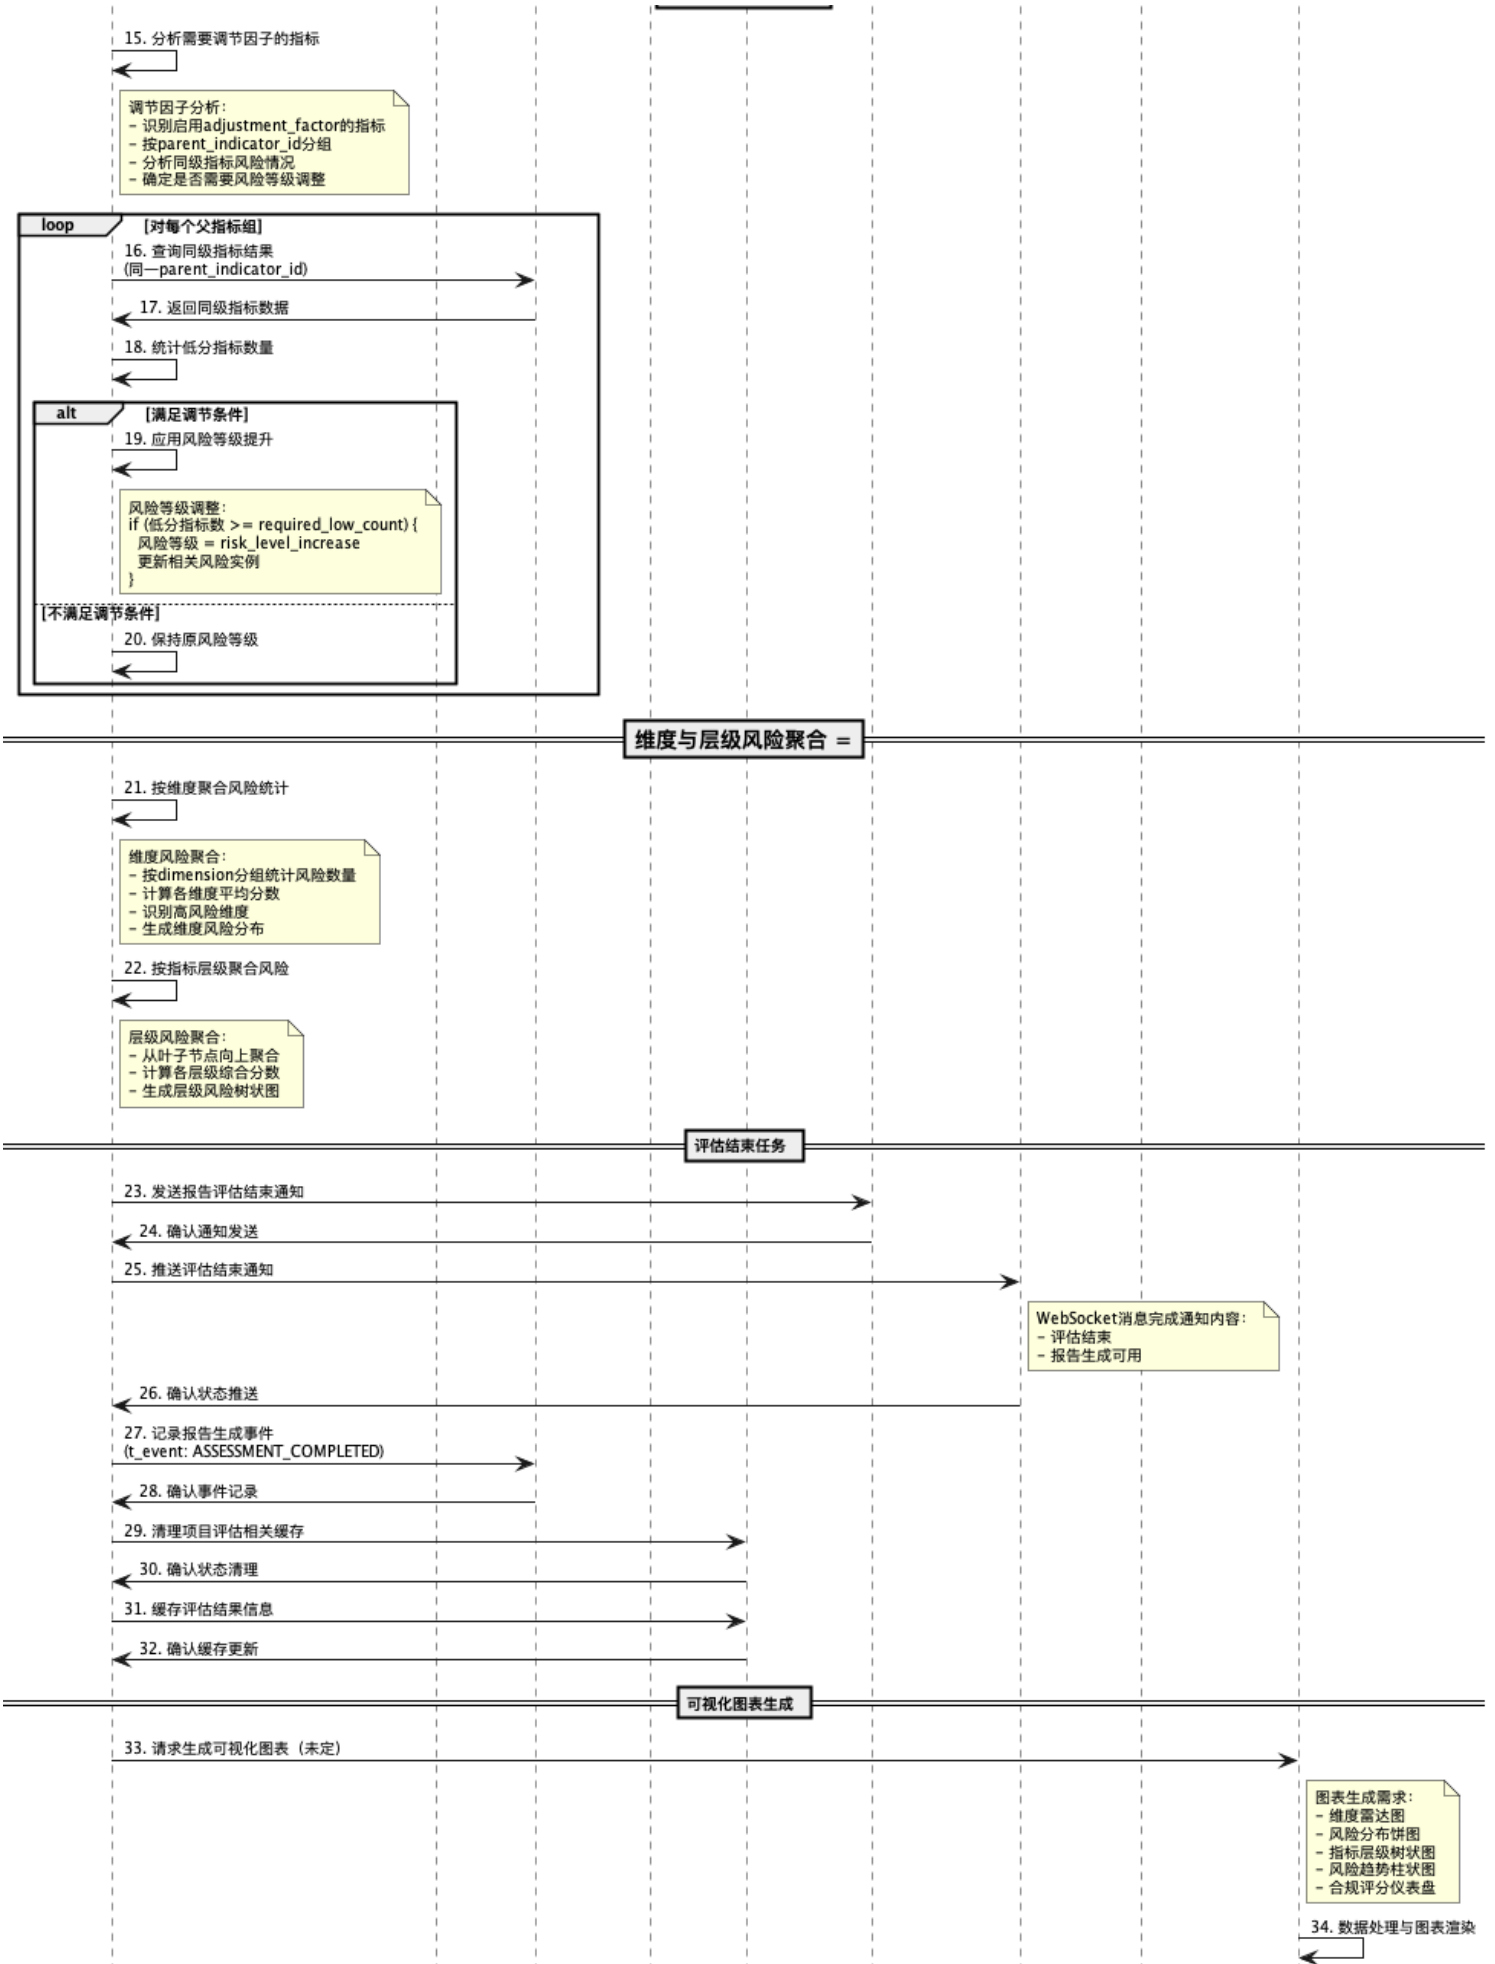 15. 分析需要调节因子的指标
调节因子分析：
- 识别启用adjustment_factor的指标
- 按parent_indicator_id分组
- 分析同级指标风险情况
- 确定是否需要风险等级调整
loop
[对每个父指标组]
16. 查询同级指标结果
(同一parent_indicator_id)
17. 返回同级指标数据
18. 统计低分指标数量
alt
[满足调节条件]
19. 应用风险等级提升
风险等级调整：
if (低分指标数 >= required_low_count) {
风险等级 = risk_level_increase
更新相关风险实例
}
[不满足调节条件]
20. 保持原风险等级
维度与层级风险聚合 =
21. 按维度聚合风险统计
维度风险聚合：
- 按dimension分组统计风险数量
- 计算各维度平均分数
- 识别高风险维度
- 生成维度风险分布
22. 按指标层级聚合风险
层级风险聚合：
- 从叶子节点向上聚合
- 计算各层级综合分数
- 生成层级风险树状图
评估结束任务
23. 发送报告评估结束通知
24. 确认通知发送
25. 推送评估结束通知
WebSocket消息完成通知内容：
- 评估结束
- 报告生成可用
26. 确认状态推送
27. 记录报告生成事件
(t_event: ASSESSMENT_COMPLETED)
28. 确认事件记录
29. 清理项目评估相关缓存
30. 确认状态清理
31. 缓存评估结果信息
32. 确认缓存更新
可视化图表生成
33. 请求生成可视化图表（未定）
图表生成需求：
- 维度雷达图
- 风险分布饼图
- 指标层级树状图
- 风险趋势柱状图
- 合规评分仪表盘
34. 数据处理与图表渲染